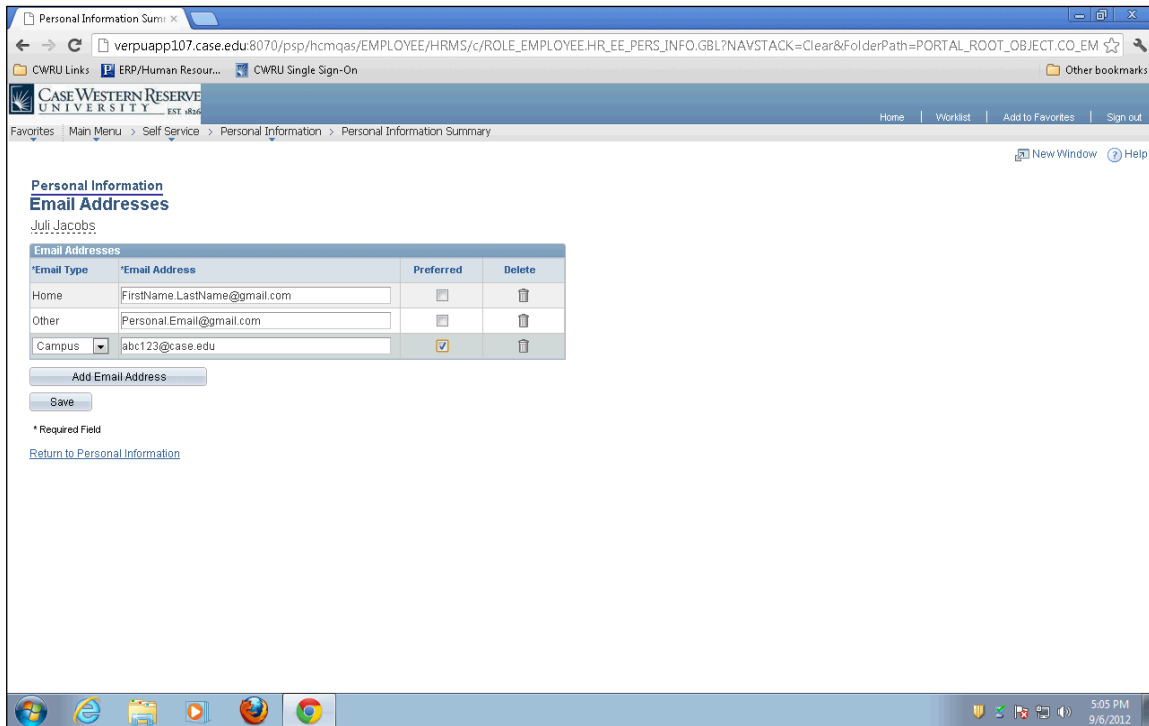 Personal Information Sum
verpuapp107.case.edu:8070/psp/hcmqas/EMPLOYEE/HRMS/c/ROLE_EMPLOYEE.HR_EE_PERS_INFO.GBL?NAVSTACK=Clear&FolderPath=PORTAL_ROOT_OBJECT.CO_EM
CWRU Links ERP/Human Resour... CWRU Single Sign-On Other bookmarks
CASE WESTERN RESERVE
UNIVERSITY EST. 1826
Home | Worklist | Add to Favorites | Sign out
Favorites Main Menu > Self Service > Personal Information > Personal Information Summary
New Window ? Help
Personal Information
Email Addresses
Juli Jacobs
Email Addresses
*Email Type *Email Address Preferred Delete
Home FirstName.LastName@gmail.com
Other Personal.Email@gmail.com
Campus abc123@case.edu
Add Email Address
Save
* Required Field
Return to Personal Information
5:05 PM
9/6/2012